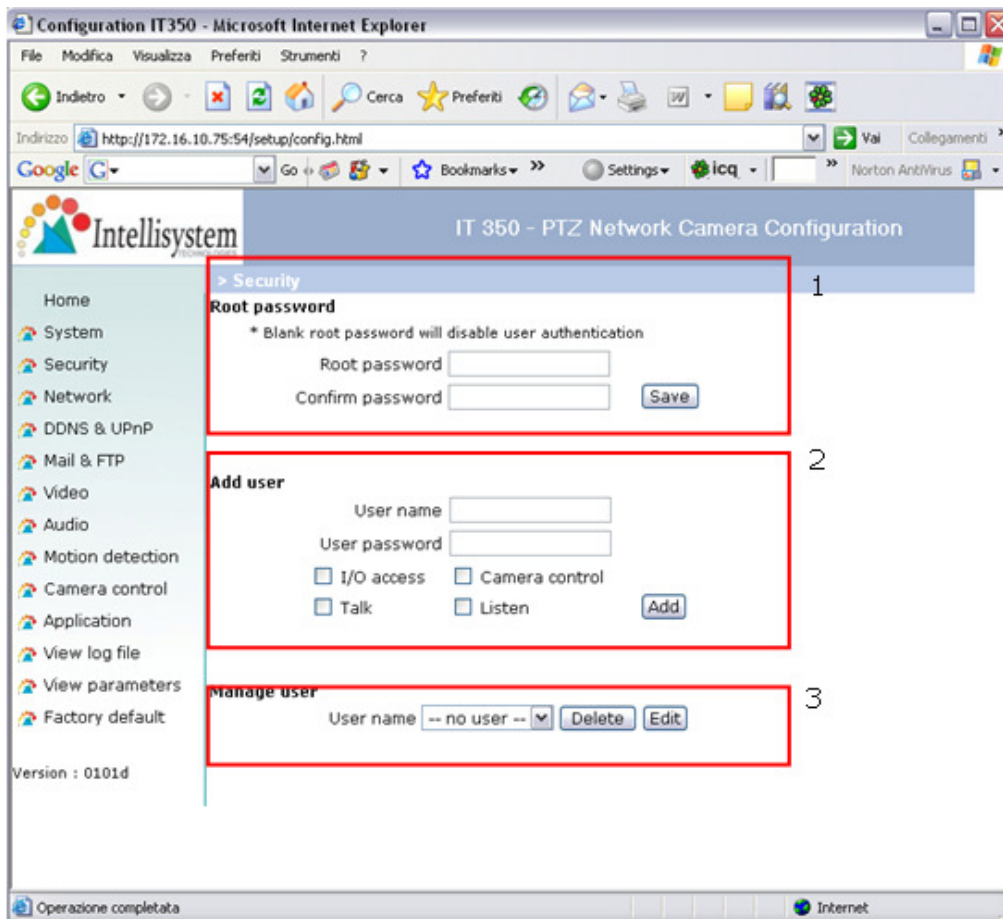 Configuration IT350 - Microsoft Internet Explorer
File Modifica Visualizza Preferiti Strumenti ?
Indietro Cerca Preferiti
Indirizzo http://172.16.10.75:54/setup/config.html Vai Collegamenti »
Google G Go Bookmarks » Settings icq » Norton AntiVirus
Intellisystem
TECHNOLOGIES
IT 350 - PTZ Network Camera Configuration
> Security
1
Home
System
Security
Network
DDNS & UPnP
Mail & FTP
Video
Audio
Motion detection
Camera control
Application
View log file
View parameters
Factory default
Version : 0101d
Root password
* Blank root password will disable user authentication
Root password
Confirm password Save
2
Add user
User name
User password
I/O access Camera control
Talk Listen Add
3
Manage user
User name -- no user -- Delete Edit
Operazione completata Internet